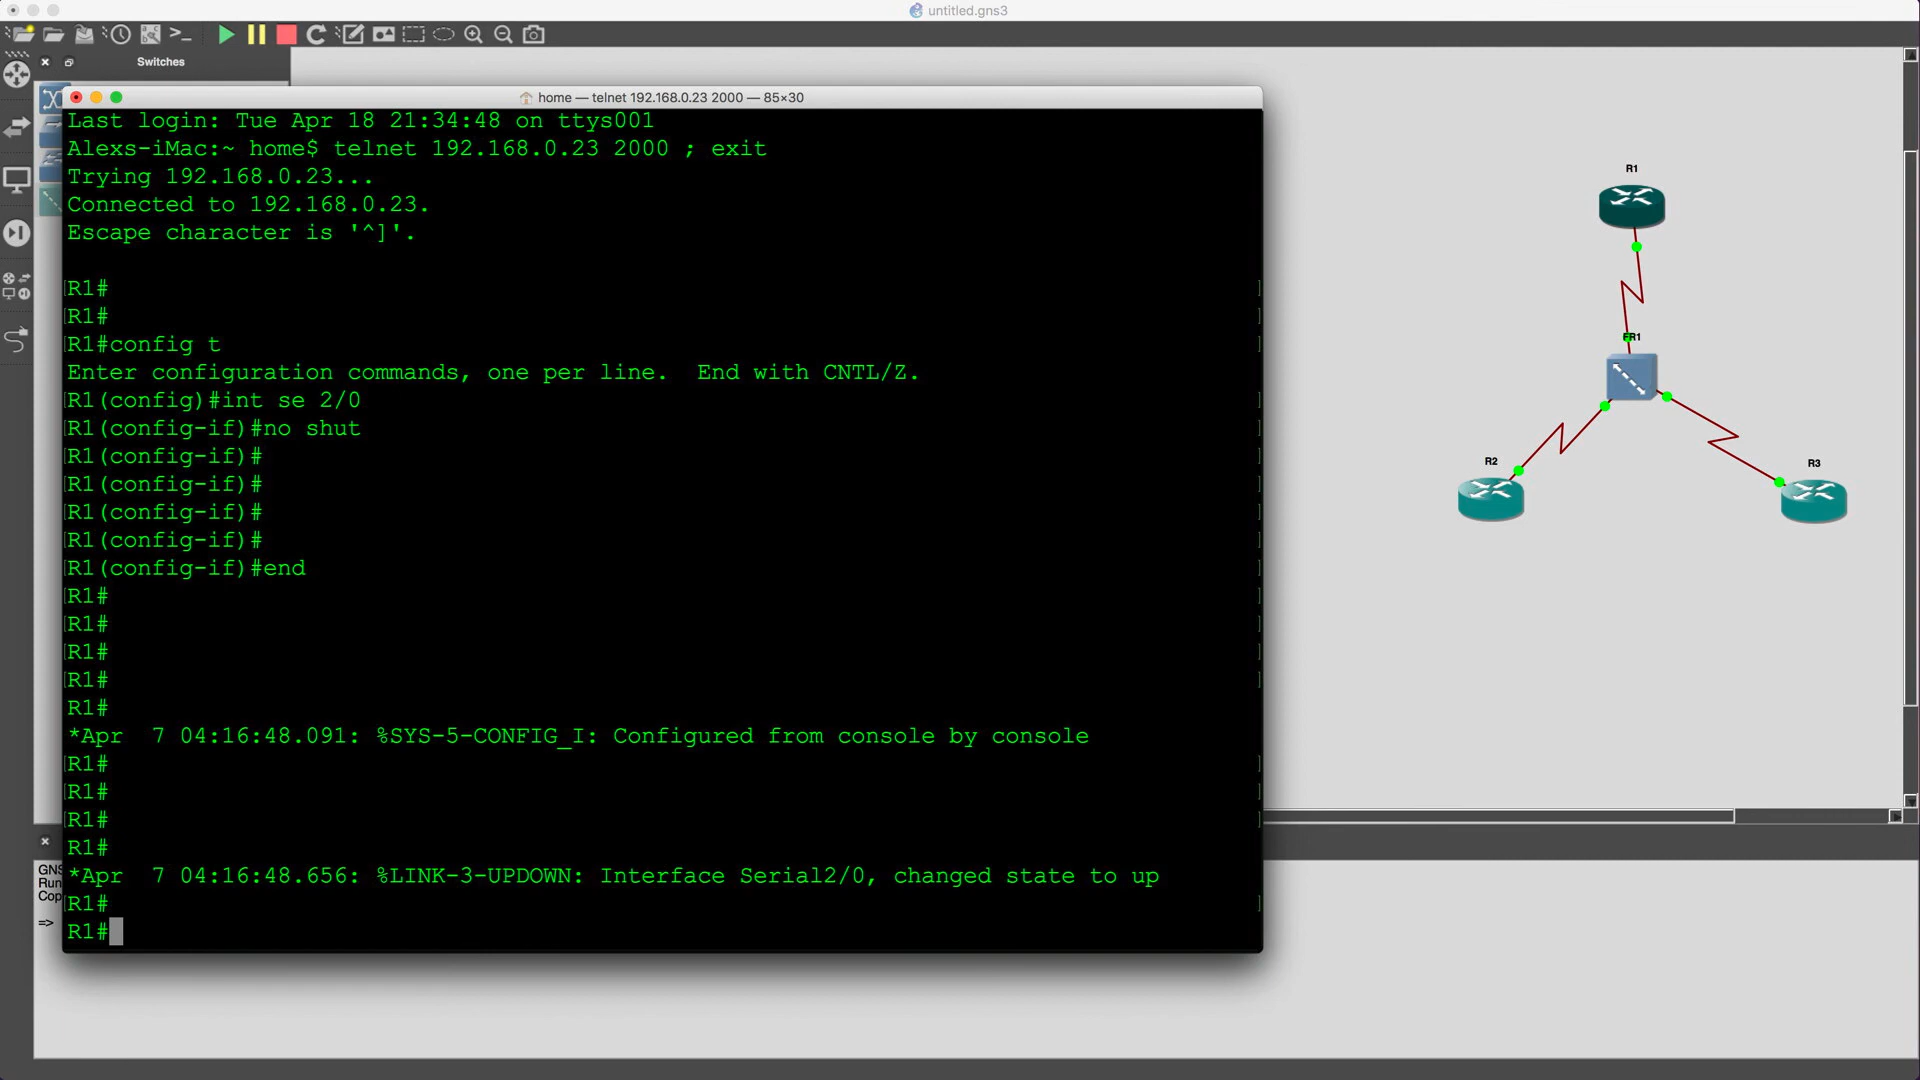 untitled.gns3
Switches
home — telnet 192.168.0.23 2000 — 85×30
Last login: Tue Apr 18 21:34:48 on ttys001
Alexs-iMac:~ home$ telnet 192.168.0.23 2000 ; exit
Trying 192.168.0.23...
Connected to 192.168.0.23.
Escape character is '^]'.
R1#
R1#
R1#config t
Enter configuration commands, one per line.  End with CNTL/Z.
R1(config)#int se 2/0
R1(config-if)#no shut
R1(config-if)#
R1(config-if)#
R1(config-if)#
R1(config-if)#
R1(config-if)#end
R1#
R1#
R1#
R1#
R1#
*Apr  7 04:16:48.091: %SYS-5-CONFIG_I: Configured from console by console
R1#
R1#
R1#
R1#
*Apr  7 04:16:48.656: %LINK-3-UPDOWN: Interface Serial2/0, changed state to up
R1#
R1#
R1
FR1
R2
R3
GNS
Run
Cop
=>